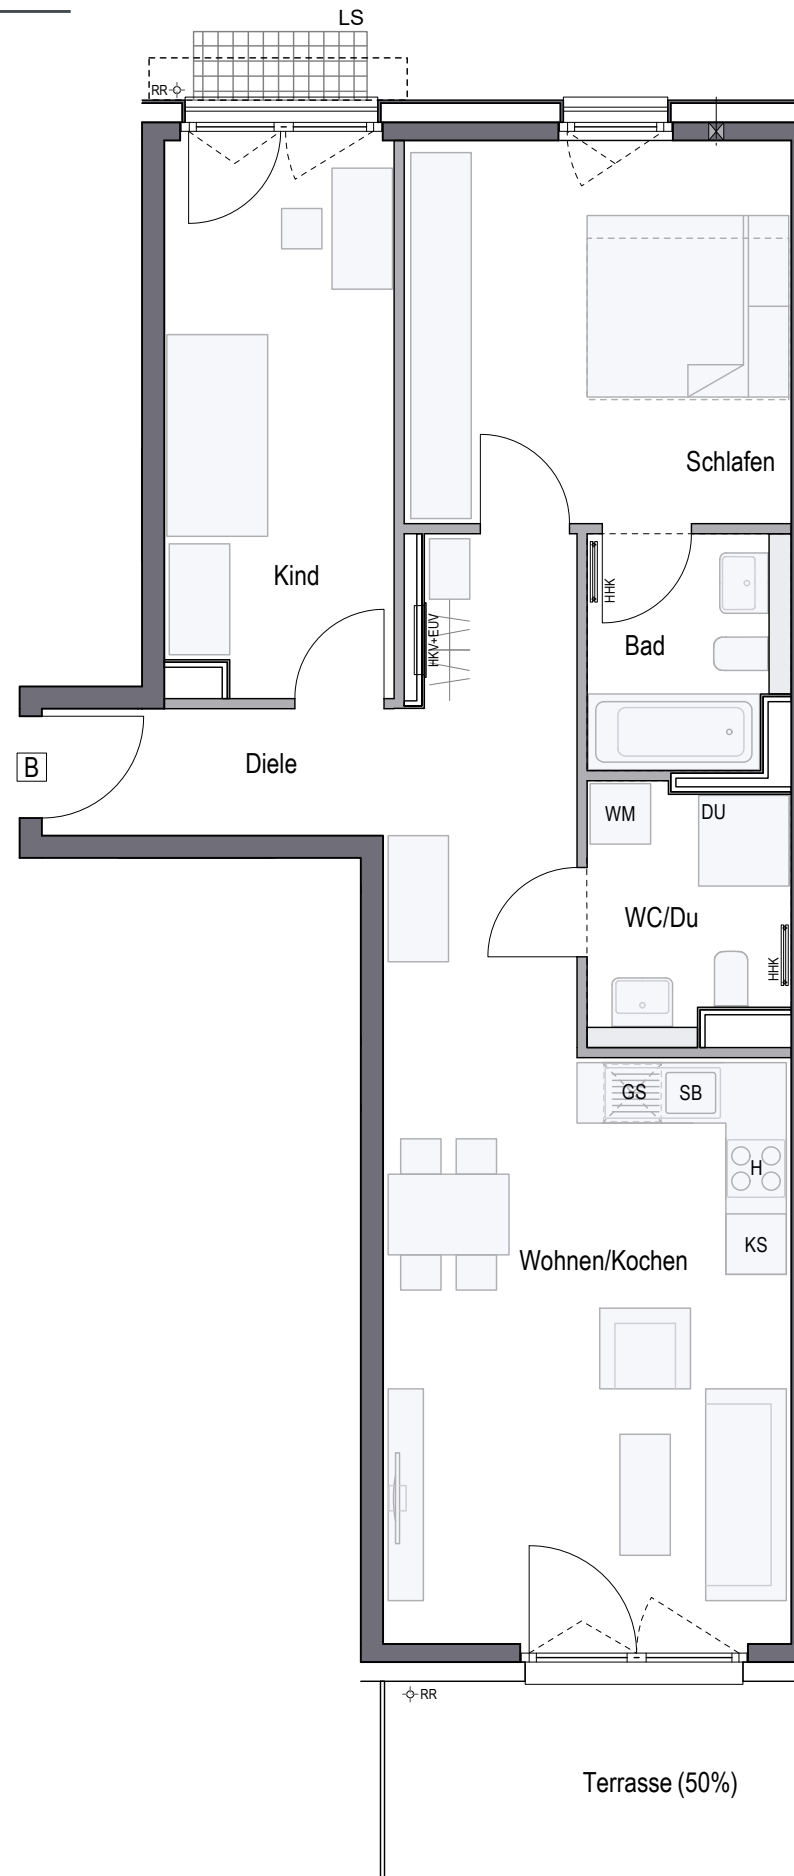 LS
RR
Schlafen
Kind
HHK
HKV+EUV
Bad
Diele
B
WM
DU
WC/Du
HHK
GS
SB
H
KS
Wohnen/Kochen
RR
Terrasse (50%)